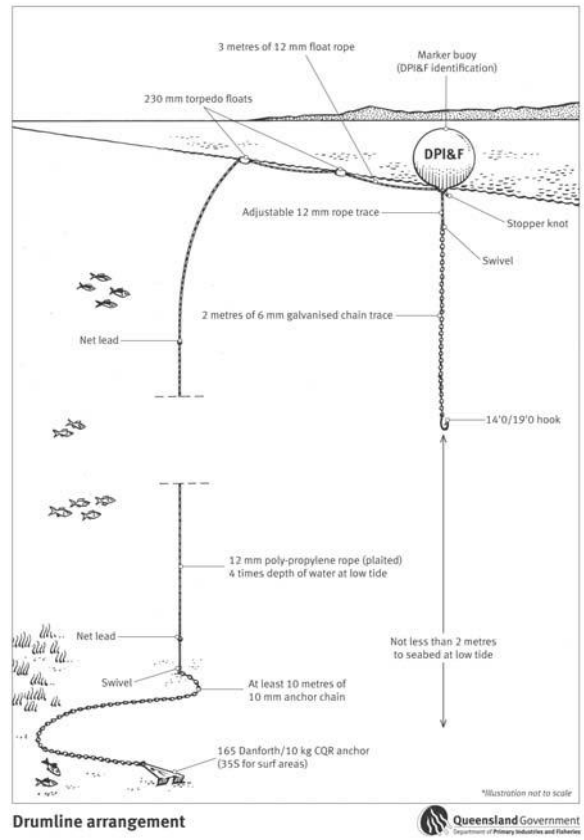 3 metres of 12 mm float rope
Marker buoy
(DPI&F identification)
230 mm torpedo floats
DPI&F
Adjustable 12 mm rope trace
Stopper knot
Swivel
2 metres of 6 mm galvanised chain trace
Net lead
14'0/19'0 hook
12 mm poly-propylene rope (plaited)
4 times depth of water at low tide
Net lead
Not less than 2 metres
to seabed at low tide
Swivel
At least 10 metres of
10 mm anchor chain
165 Danforth/10 kg CQR anchor
(35S for surf areas)
*Illustration not to scale
Drumline arrangement
Queensland Government
Department of Primary Industries and Fisheries